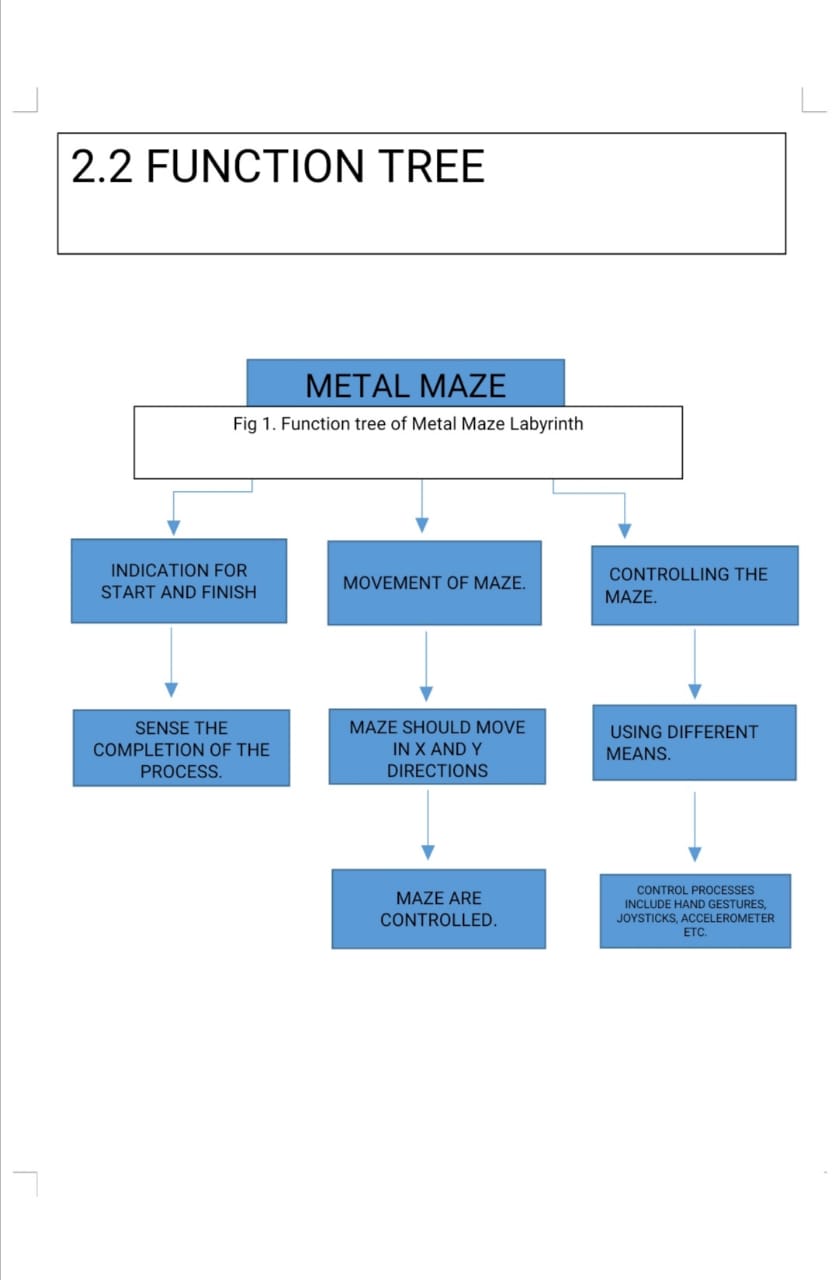 2.2 FUNCTION TREE
METAL MAZE
Fig 1. Function tree of Metal Maze Labyrinth
INDICATION FOR
START AND FINISH
MOVEMENT OF MAZE.
CONTROLLING THE
MAZE.
SENSE THE
COMPLETION OF THE
PROCESS.
MAZE SHOULD MOVE
IN X AND Y
DIRECTIONS
USING DIFFERENT
MEANS.
MAZE ARE
CONTROLLED.
CONTROL PROCESSES
INCLUDE HAND GESTURES,
JOYSTICKS, ACCELEROMETER
ETC.